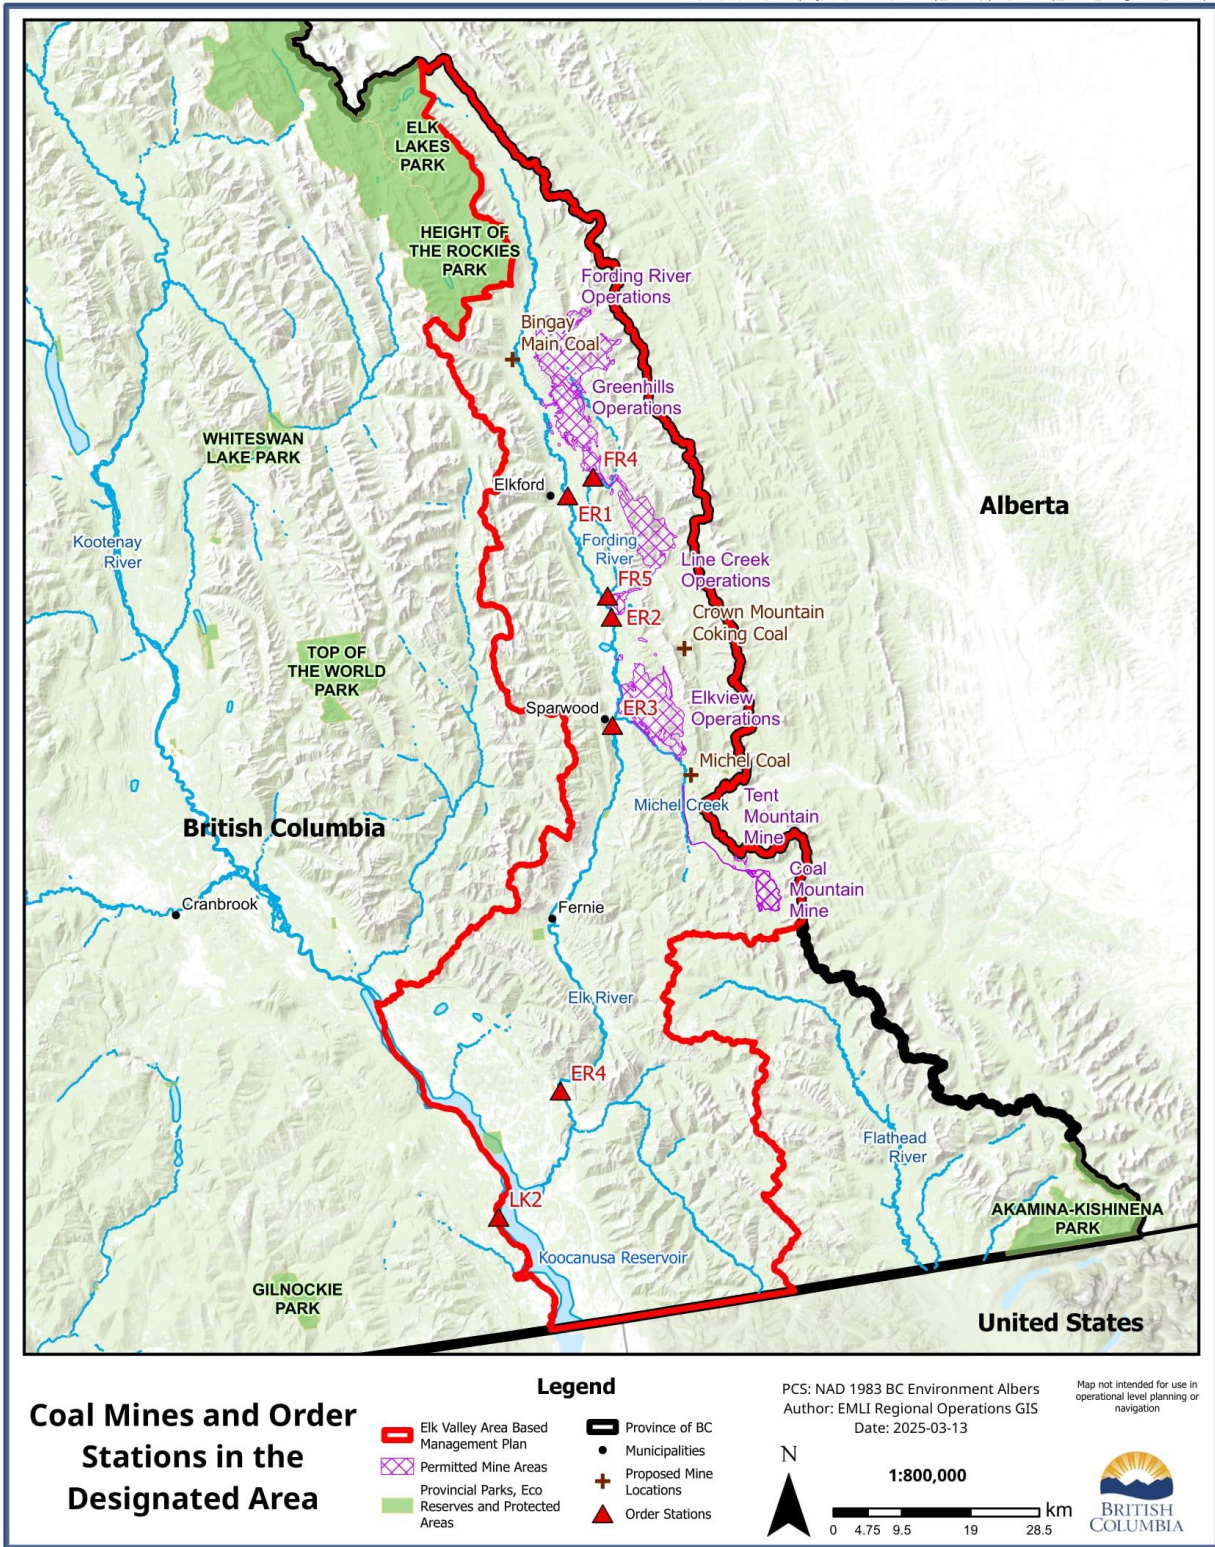 ELK
LAKES
PARK
HEIGHT OF
THE ROCKIES
PARK
Fording River
Operations
Bingay
Main Coal
Greenhills
Operations
WHITESWAN
LAKE PARK
FR4
Elkford
ER1
Alberta
Kootenay
River
Fording
River
Line Creek
Operations
FR5
ER2
Crown Mountain
Coking Coal
TOP OF
THE WORLD
PARK
Elkview
Operations
Sparwood
ER3
Michel Coal
Michel Creek
Tent
Mountain
Mine
British Columbia
Coal
Mountain
Mine
Cranbrook
Fernie
Elk River
ER4
Flathead
River
LK2
AKAMINA-KISHINENA
PARK
Koocanusa Reservoir
GILNOCKIE
PARK
United States
Coal Mines and Order
Stations in the
Designated Area
Legend
Elk Valley Area Based
Management Plan
Permitted Mine Areas
Provincial Parks, Eco
Reserves and Protected
Areas
Province of BC
Municipalities
Proposed Mine
Locations
Order Stations
PCS: NAD 1983 BC Environment Albers
Author: EMLI Regional Operations GIS
Date: 2025-03-13
N
1:800,000
km
0 4.75 9.5 19 28.5
Map not intended for use in
operational level planning or
navigation
BRITISH
COLUMBIA